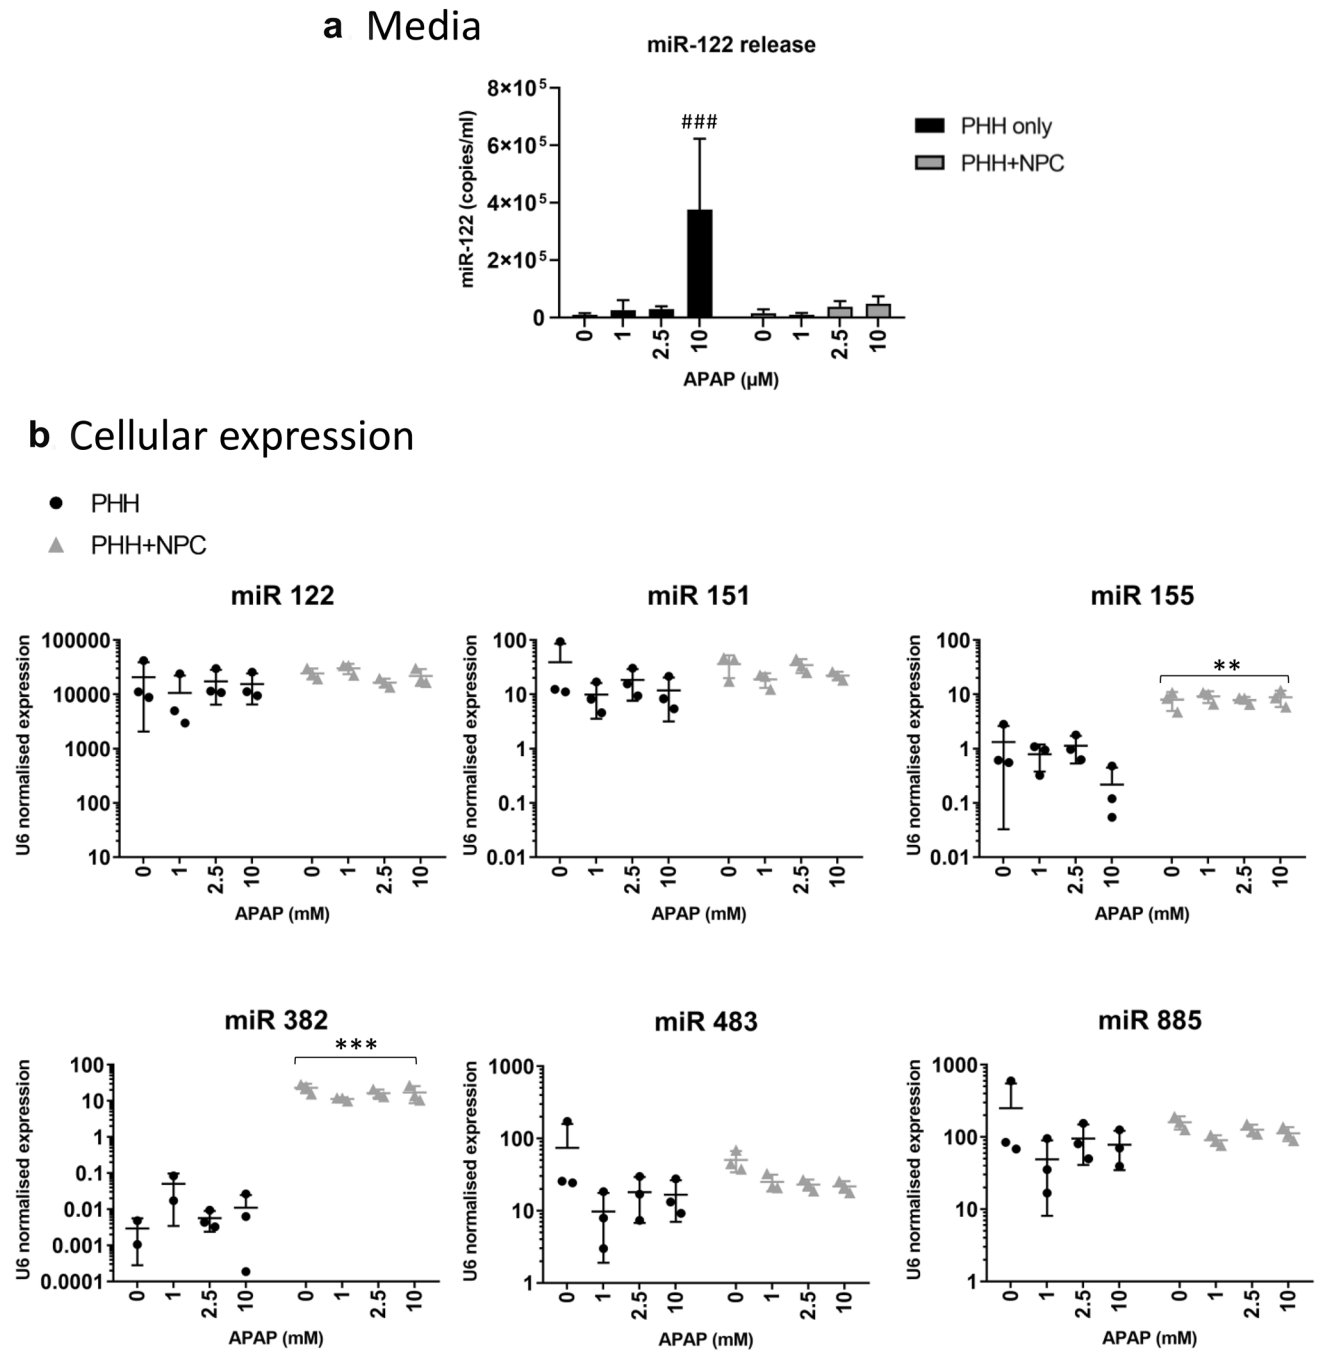 a Media
miR-122 release
8×10⁵
6×10⁵
4×10⁵
2×10⁵
0
miR-122 (copies/ml)
###
0 1 2.5 10 0 1 2.5 10
APAP (µM)
PHH only
PHH+NPC
b Cellular expression
PHH
PHH+NPC
miR 122
U6 normalised expression
100000
10000
1000
100
10
0 1 2.5 10 0 1 2.5 10
APAP (mM)
miR 151
U6 normalised expression
100
10
1
0.1
0.01
0 1 2.5 10 0 1 2.5 10
APAP (mM)
miR 155
U6 normalised expression
100
10
1
0.1
0.01
**
0 1 2.5 10 0 1 2.5 10
APAP (mM)
miR 382
U6 normalised expression
100
10
1
0.1
0.01
0.001
0.0001
***
0 1 2.5 10 0 1 2.5 10
APAP (mM)
miR 483
U6 normalised expression
1000
100
10
1
0 1 2.5 10 0 1 2.5 10
APAP (mM)
miR 885
U6 normalised expression
1000
100
10
1
0 1 2.5 10 0 1 2.5 10
APAP (mM)